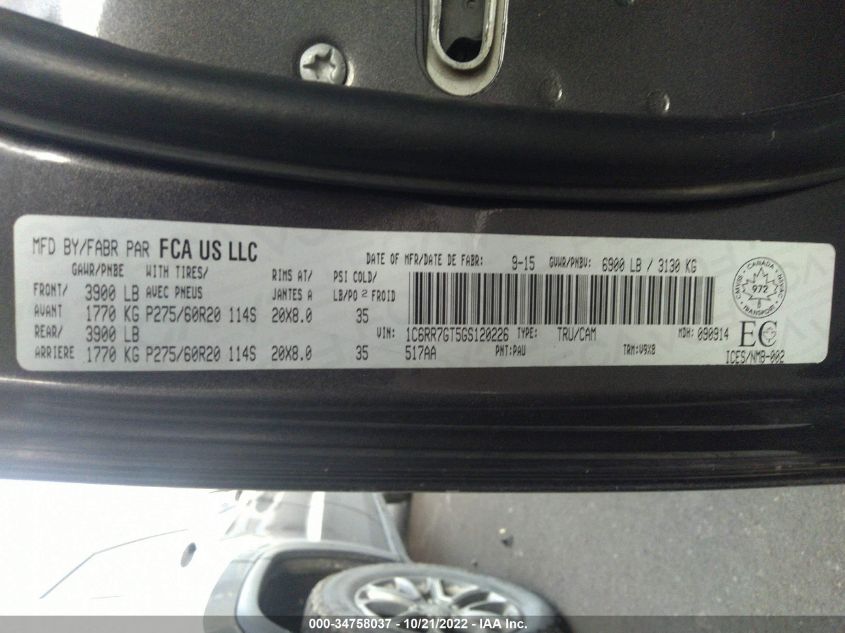 MFD BY/FABR PAR FCA US LLC
DATE OF MFR/DATE DE FABR: 9-15 GVWR/PNBV: 6900 LB / 3130 KG
GAWR/PNBE WITH TIRES/ RIMS AT/ PSI COLD/
FRONT/ 3900 LB AVEC PNEUS JANTES A LB/PO2 FROID
AVANT 1770 KG P275/60R20 114S 20X8.0 35
REAR/ 3900 LB
ARRIERE 1770 KG P275/60R20 114S 20X8.0 35
VIN: 1C6RR7GT5GS120226 TYPE: TRU/CAM MDH: 090914
517AA PNT:PAU TRM:V9X8
CANADA
972
TRANSPORT
EC
ICES/NMB-002
000-34758037 - 10/21/2022 - IAA Inc.